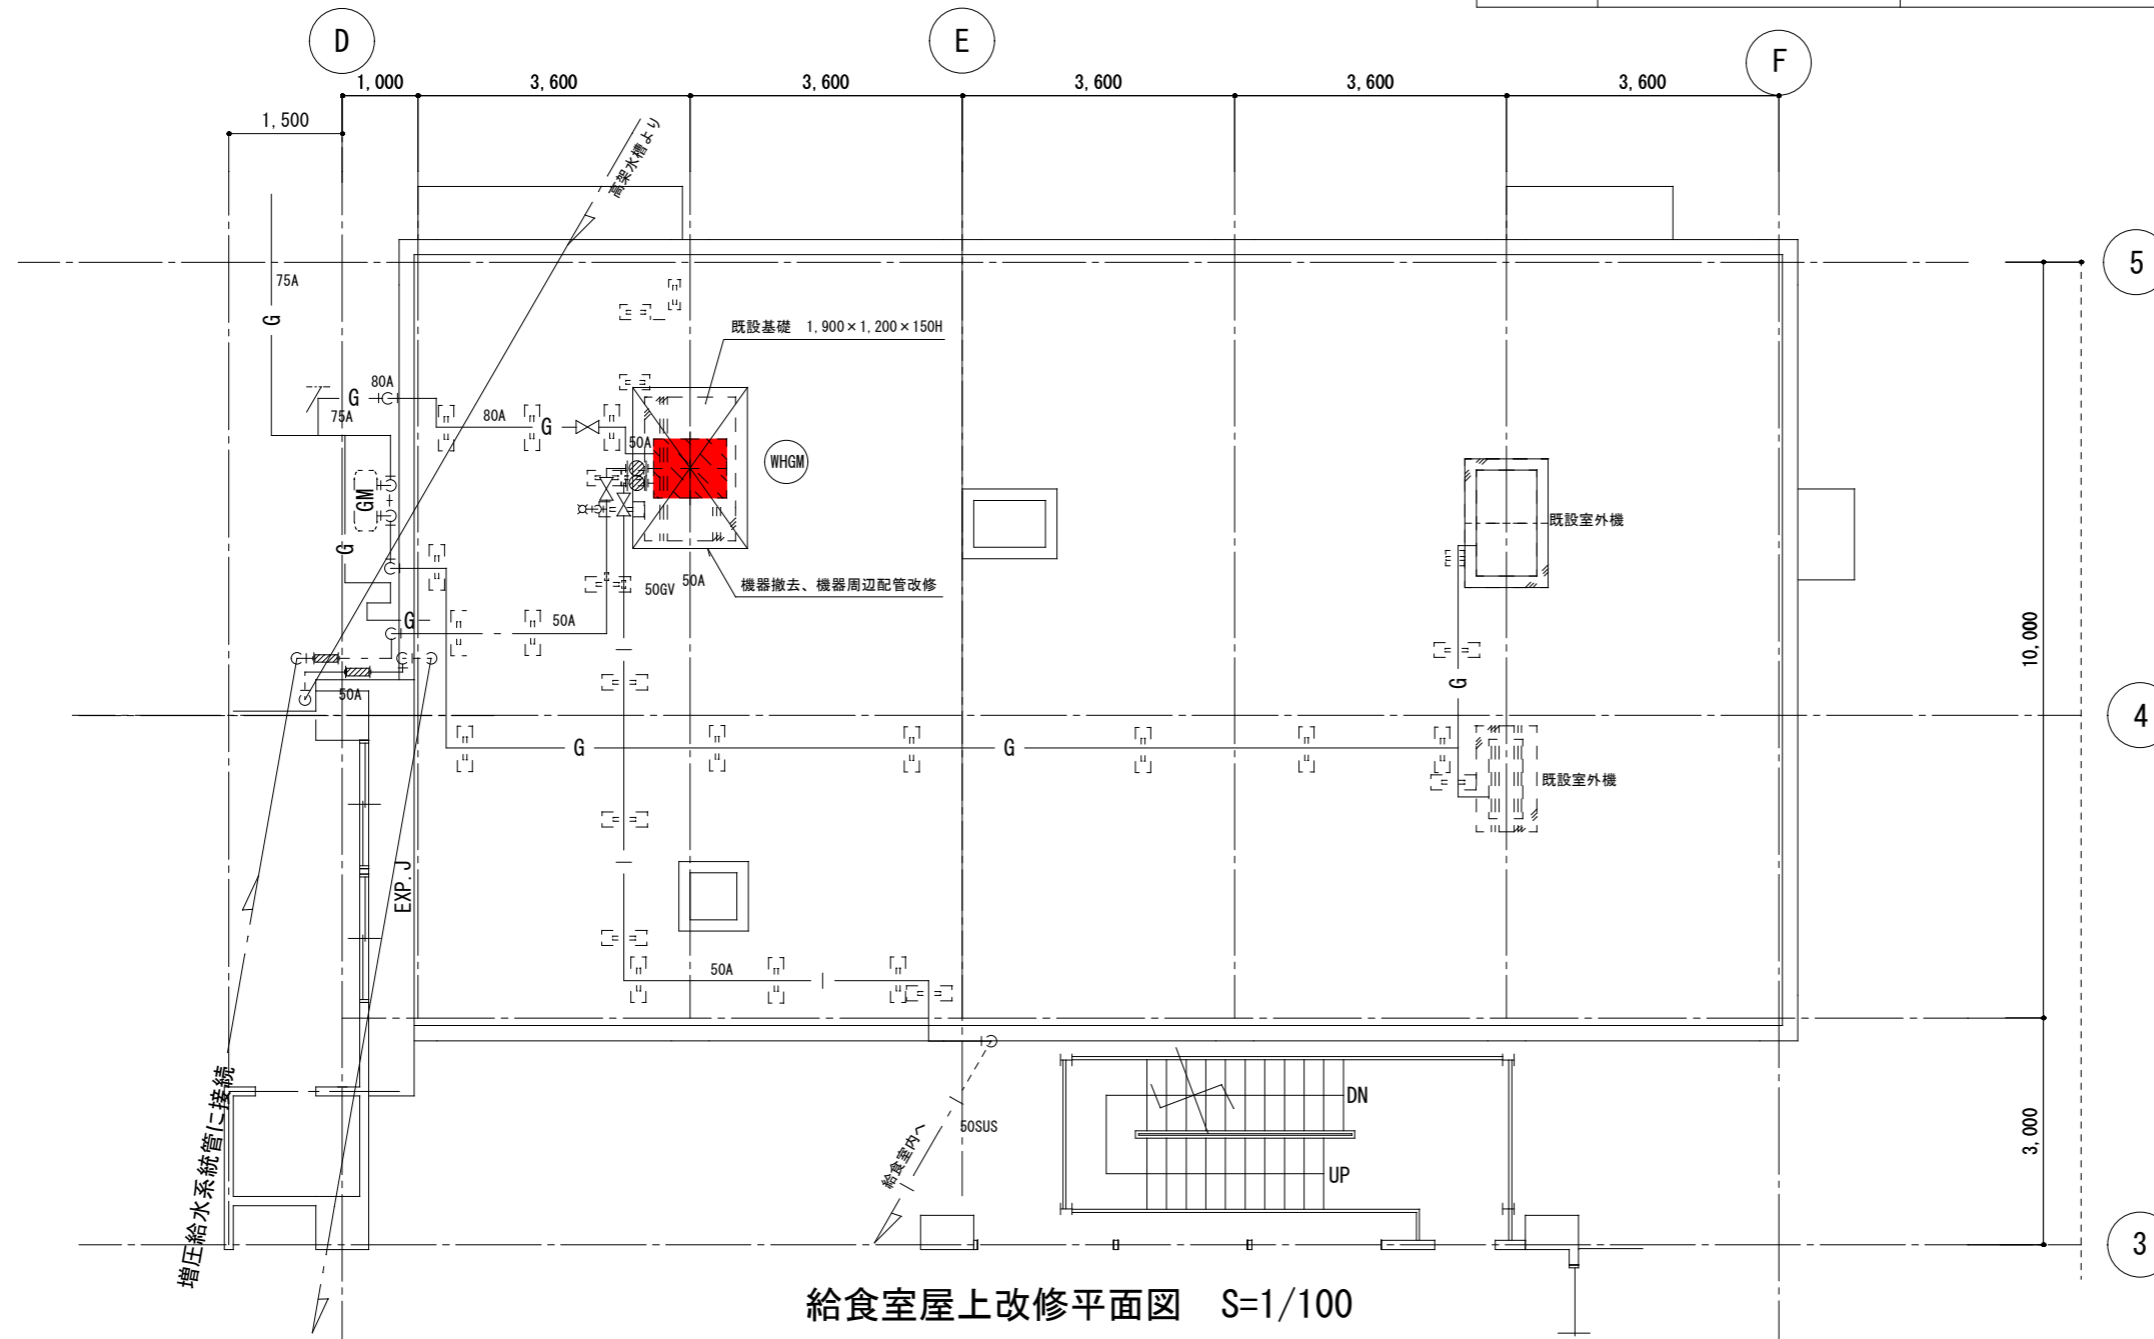 D
E
F
1,000
3,600
3,600
3,600
3,600
3,600
1,500
高架水槽より
5
75A
G
既設基礎 1,900×1,200×150H
80A
G
75A
80A
G
50A
WHGM
GM
既設室外機
G
50GV
50A
機器撤去、機器周辺配管改修
G
50A
10,000
G
50A
4
G
G
既設室外機
EXP.J
50A
DN
増圧給水系統管に接続
50SUS
給食室内へ
UP
3,000
3
給食室屋上改修平面図 S=1/100